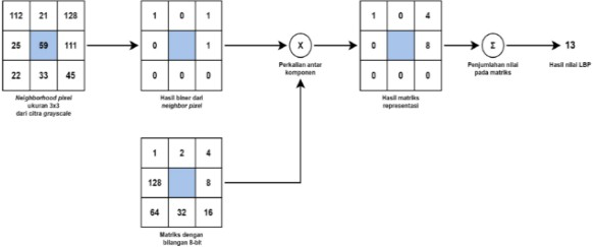 112 21 128
25 59 111
22 33 45
Neighborhood pixel
ukuran 3x3
dari citra grayscale
1 0 1
0 1
0 0 0
Hasil biner dari
neighbor pixel
X
Perkalian antar
komponen
1 0 4
0 8
0 0 0
Hasil matriks
representasi
Σ
Penjumlahan nilai
pada matriks
13
Hasil nilai LBP
1 2 4
128 8
64 32 16
Matriks dengan
bilangan 8-bit